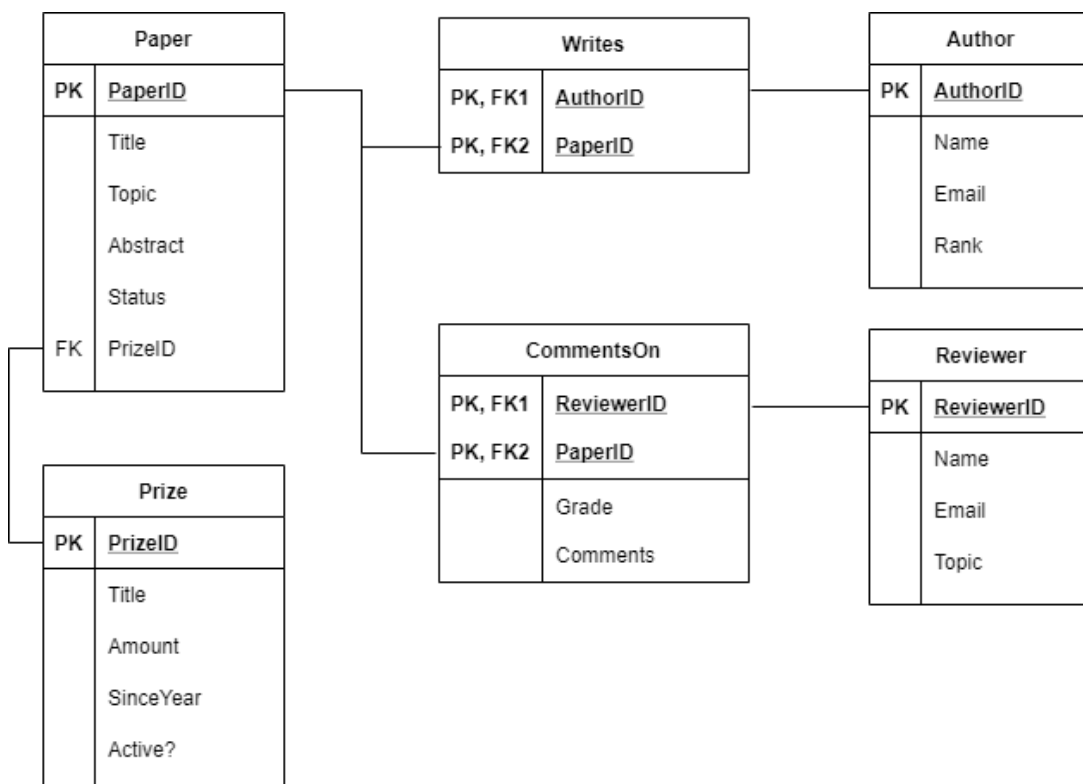 Paper
PK PaperID
Title
Topic
Abstract
Status
FK PrizeID
Writes
PK, FK1 AuthorID
PK, FK2 PaperID
Author
PK AuthorID
Name
Email
Rank
CommentsOn
PK, FK1 ReviewerID
PK, FK2 PaperID
Grade
Comments
Reviewer
PK ReviewerID
Name
Email
Topic
Prize
PK PrizeID
Title
Amount
SinceYear
Active?